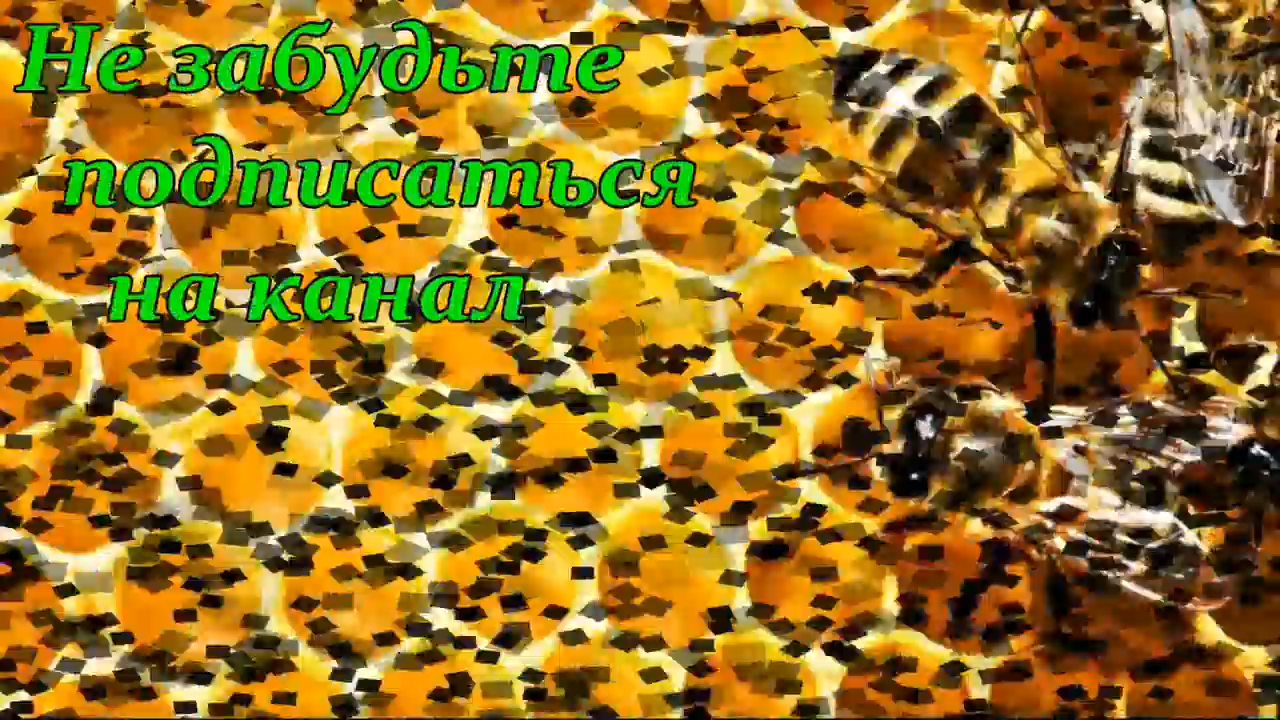 Не забудьте
подписаться
на канал